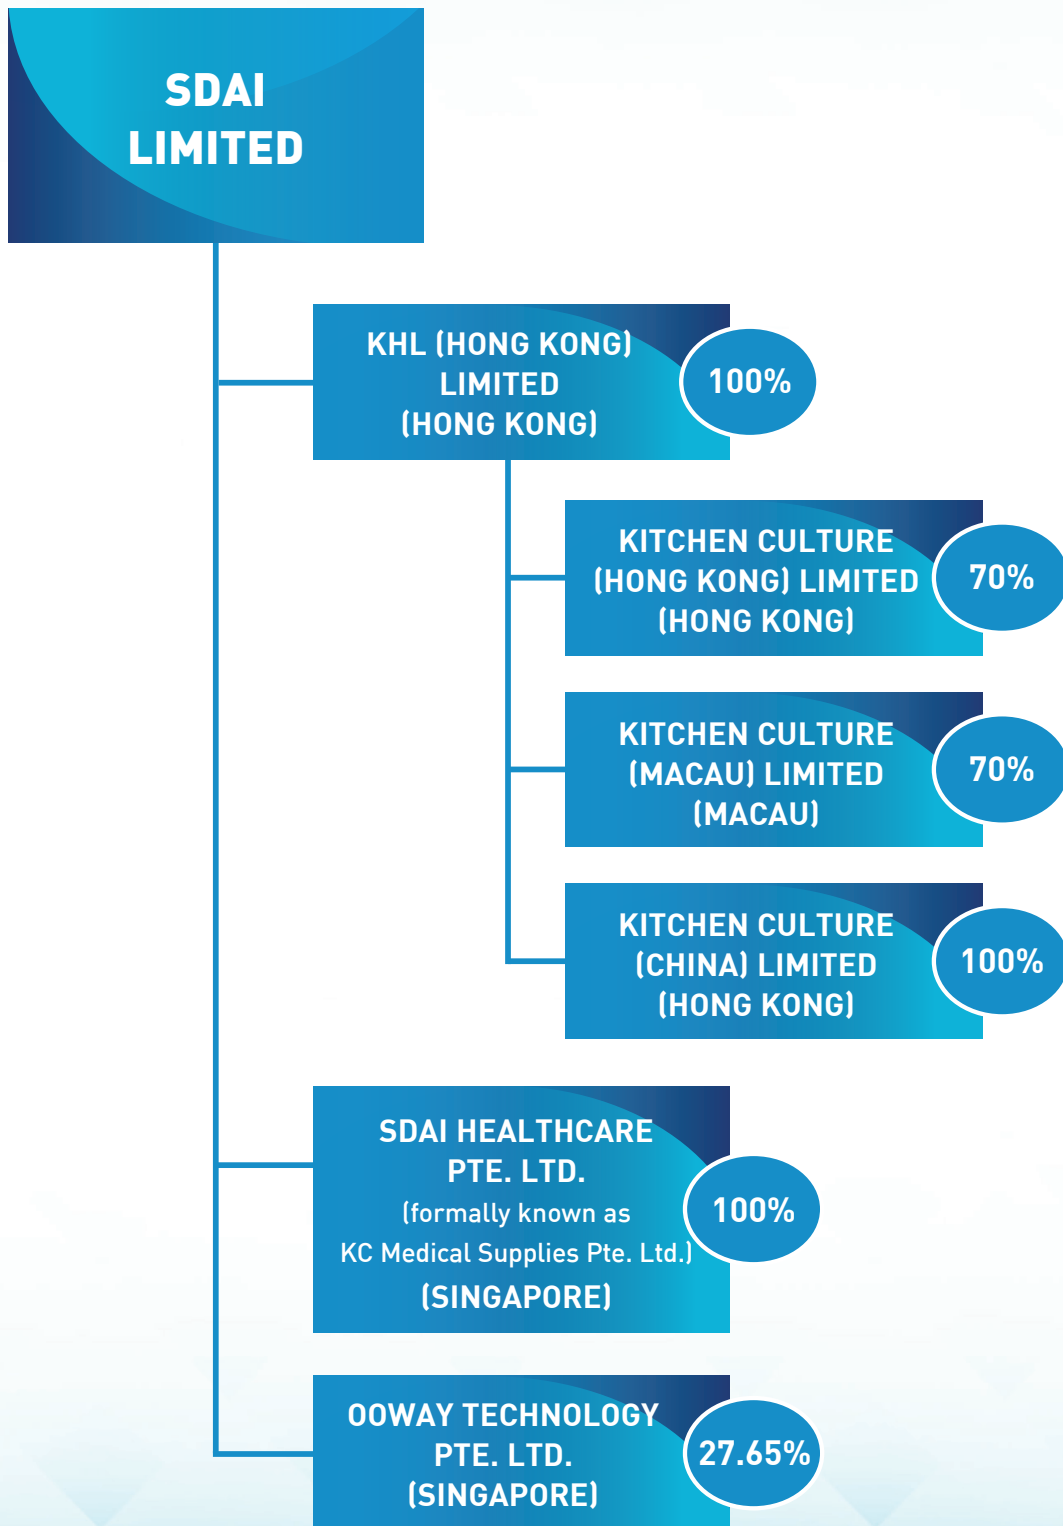 SDAI
LIMITED
KHL (HONG KONG)
LIMITED
(HONG KONG)
100%
KITCHEN CULTURE
(HONG KONG) LIMITED
(HONG KONG)
70%
KITCHEN CULTURE
(MACAU) LIMITED
(MACAU)
70%
KITCHEN CULTURE
(CHINA) LIMITED
(HONG KONG)
100%
SDAI HEALTHCARE
PTE. LTD.
(formally known as
KC Medical Supplies Pte. Ltd.)
(SINGAPORE)
100%
OOWAY TECHNOLOGY
PTE. LTD.
(SINGAPORE)
27.65%